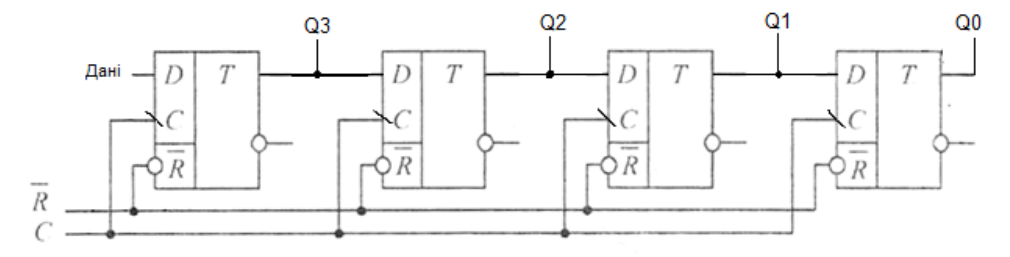 Q3 Q2 Q1 Q0
Дані D T D T D T D T
C C C C
R̅ R̅ R̅ R̅
R̅
C